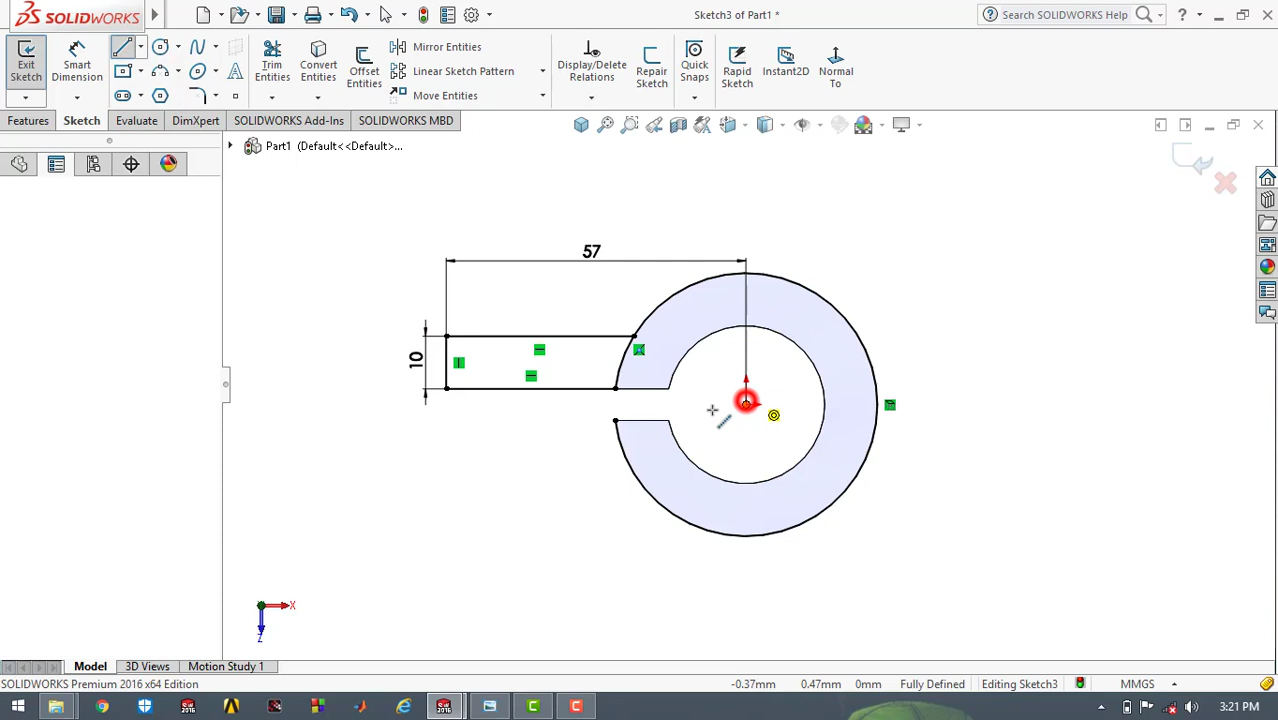 SOLIDWORKS
Sketch3 of Part1 *
Search SOLIDWORKS Help
Exit Sketch
Smart Dimension
Trim Entities
Convert Entities
Offset Entities
Mirror Entities
Linear Sketch Pattern
Move Entities
Display/Delete Relations
Repair Sketch
Quick Snaps
Rapid Sketch
Instant2D
Normal To
Features
Sketch
Evaluate
DimXpert
SOLIDWORKS Add-Ins
SOLIDWORKS MBD
Part1 (Default<<Default>...
57
10
X
Z
Model
3D Views
Motion Study 1
SOLIDWORKS Premium 2016 x64 Edition
-0.37mm
0.47mm
0mm
Fully Defined
Editing Sketch3
MMGS
3:21 PM